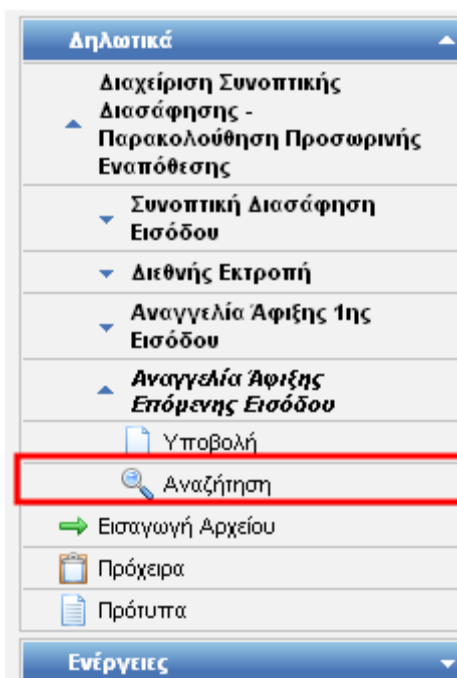 Δηλωτικά
Διαχείριση Συνοπτικής
Διασάφησης -
Παρακολούθηση Προσωρινής
Εναπόθεσης
Συνοπτική Διασάφηση
Εισόδου
Διεθνής Εκτροπή
Αναγγελία Άφιξης 1ης
Εισόδου
Αναγγελία Άφιξης
Επόμενης Εισόδου
Υποβολή
Αναζήτηση
Εισαγωγή Αρχείου
Πρόχειρα
Πρότυπα
Ενέργειες